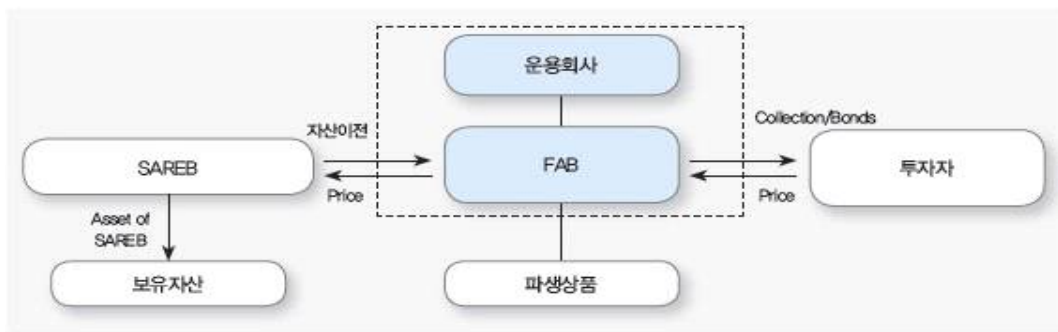 운용회사
자산이전
Collection/Bonds
SAREB
FAB
투자자
Price
Price
Asset of
SAREB
보유자산
파생상품